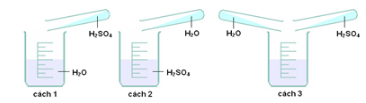 H₂SO₄ H₂O H₂O H₂SO₄
H₂O H₂SO₄
cách 1 cách 2 cách 3